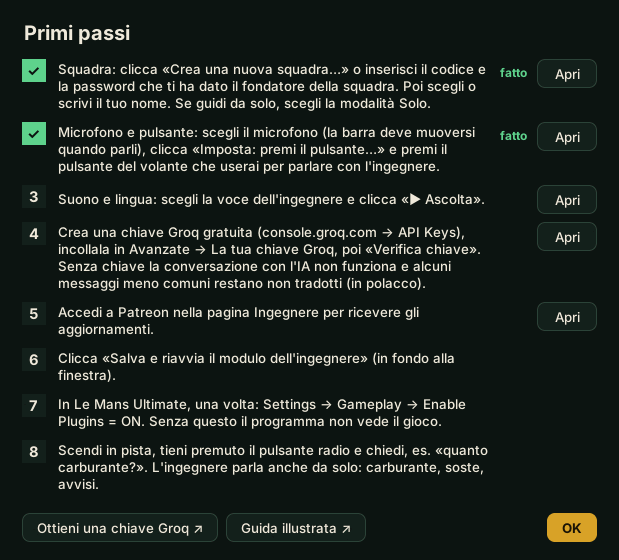 Primi passi
✓ Squadra: clicca «Crea una nuova squadra...» o inserisci il codice e fatto Apri
la password che ti ha dato il fondatore della squadra. Poi scegli o
scrivi il tuo nome. Se guidi da solo, scegli la modalità Solo.
✓ Microfono e pulsante: scegli il microfono (la barra deve muoversi fatto Apri
quando parli), clicca «Imposta: premi il pulsante...» e premi il
pulsante del volante che userai per parlare con l'ingegnere.
3 Suono e lingua: scegli la voce dell'ingegnere e clicca «▶ Ascolta». Apri
4 Crea una chiave Groq gratuita (console.groq.com → API Keys), Apri
incollala in Avanzate → La tua chiave Groq, poi «Verifica chiave».
Senza chiave la conversazione con l'IA non funziona e alcuni
messaggi meno comuni restano non tradotti (in polacco).
5 Accedi a Patreon nella pagina Ingegnere per ricevere gli Apri
aggiornamenti.
6 Clicca «Salva e riavvia il modulo dell'ingegnere» (in fondo alla
finestra).
7 In Le Mans Ultimate, una volta: Settings → Gameplay → Enable
Plugins = ON. Senza questo il programma non vede il gioco.
8 Scendi in pista, tieni premuto il pulsante radio e chiedi, es. «quanto
carburante?». L'ingegnere parla anche da solo: carburante, soste,
avvisi.
Ottieni una chiave Groq ↗ Guida illustrata ↗ OK